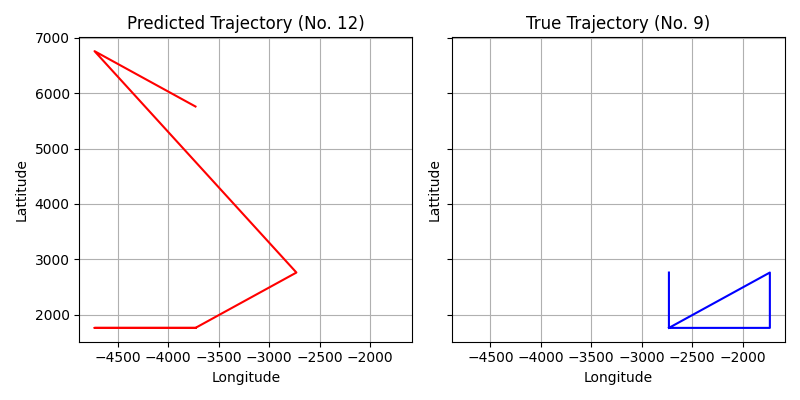 Predicted Trajectory (No. 12)
True Trajectory (No. 9)
7000
6000
5000
4000
3000
2000
Lattitude
Lattitude
−4500 −4000 −3500 −3000 −2500 −2000
−4500 −4000 −3500 −3000 −2500 −2000
Longitude
Longitude